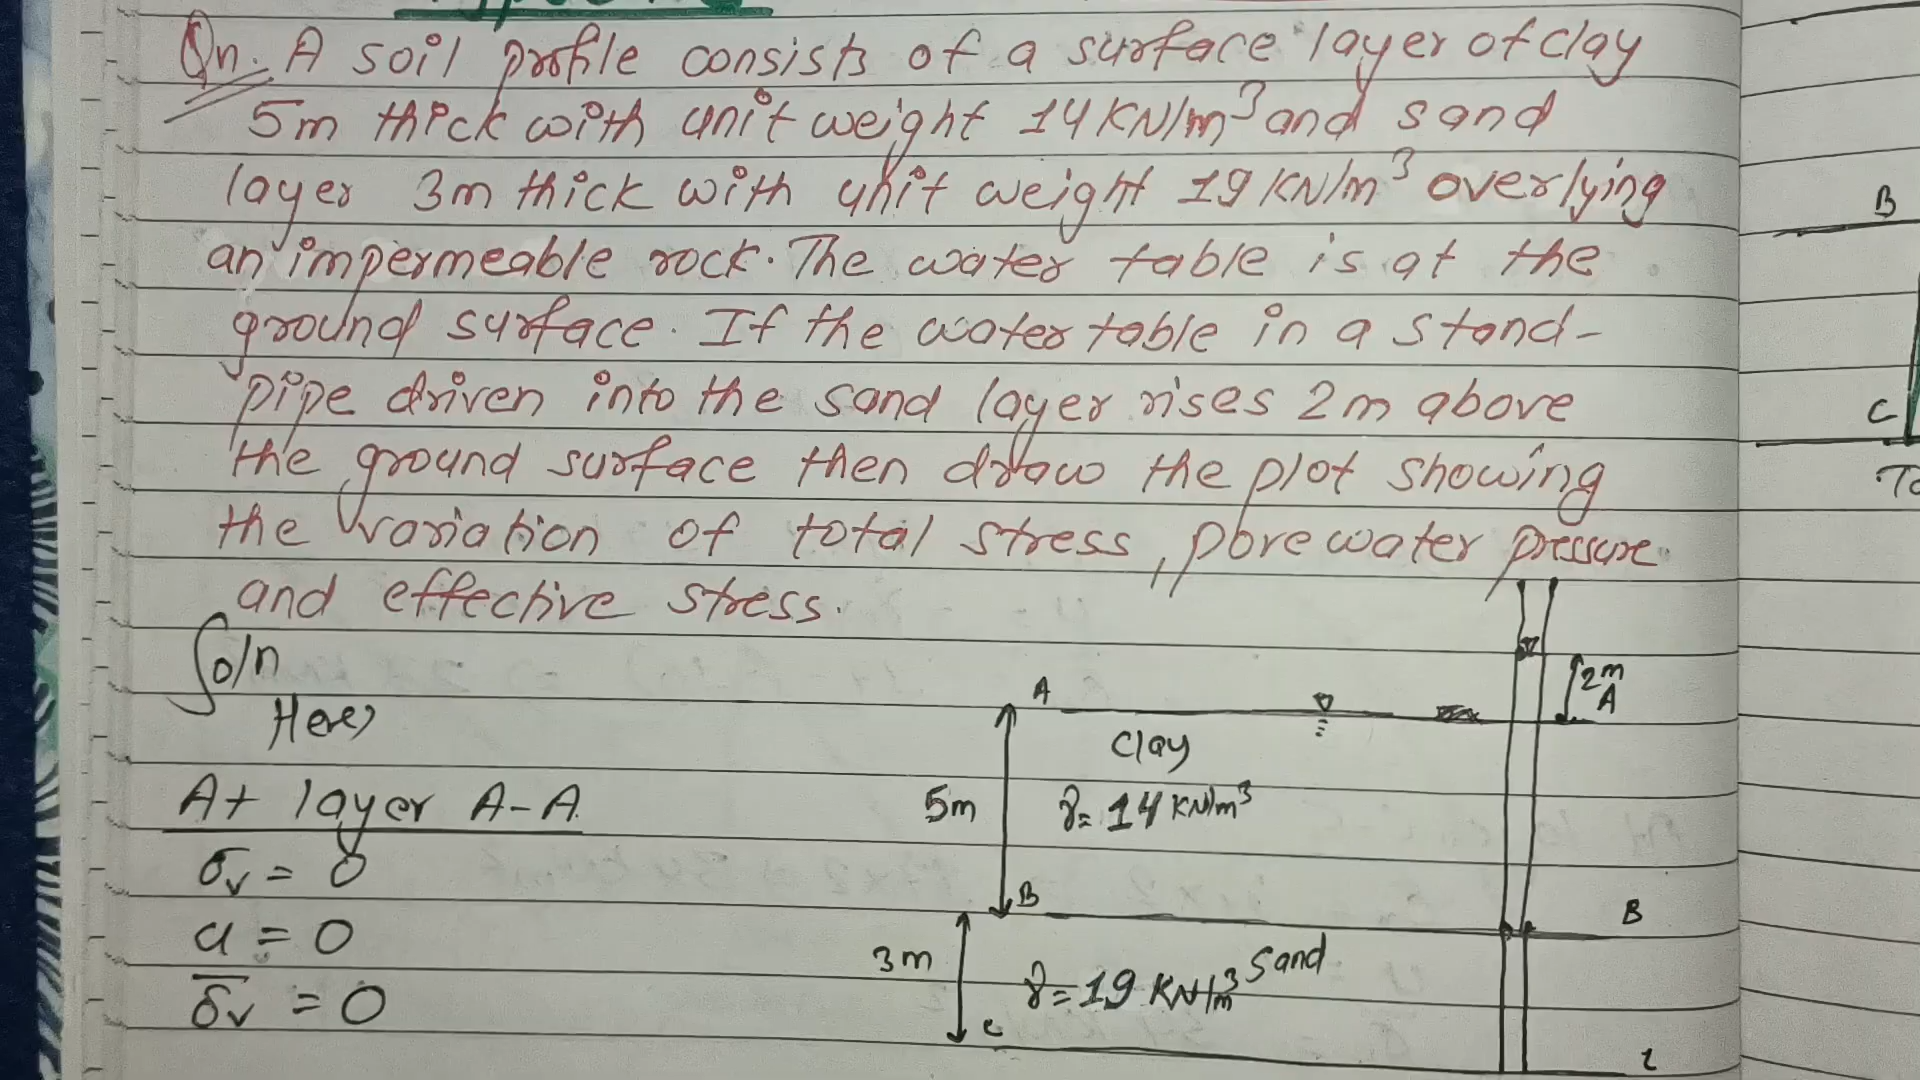 Qn. A soil profile consists of a surface layer of clay
5m thick with unit weight 14 KN/m³ and sand
layer 3m thick with unit weight 19 KN/m³ overlying
an impermeable rock. The water table is at the
ground surface. If the water table in a stand-
pipe driven into the sand layer rises 2m above
the ground surface then draw the plot showing
the variation of total stress, pore water pressure
and effective stress.
Soln
Here,
At layer A-A
σv = 0
u = 0
σ̅v = 0
A
2m
A
Clay
5m
γ= 14 KN/m³
B
B
3m
γ=19 KN/m³ Sand
C
B
C
To